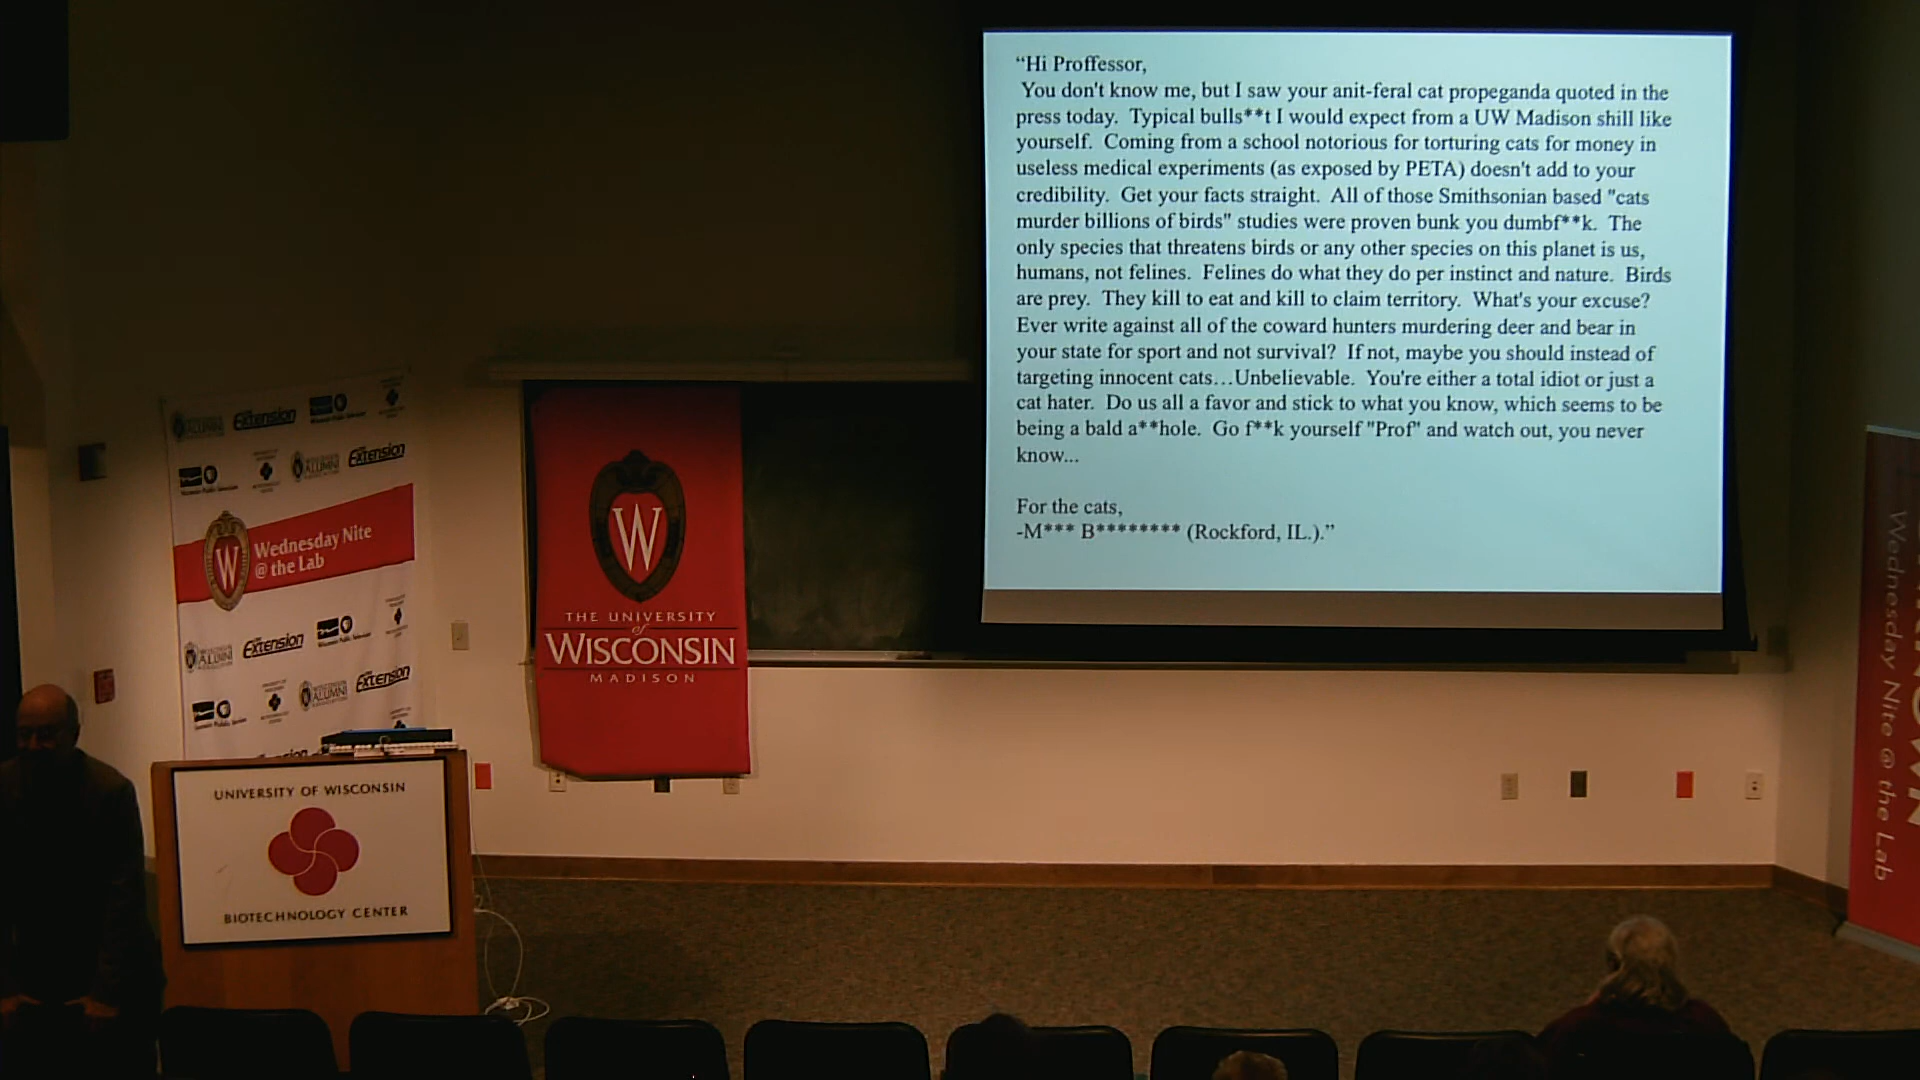 “Hi Proffessor,
You don't know me, but I saw your anit-feral cat propeganda quoted in the
press today. Typical bulls**t I would expect from a UW Madison shill like
yourself. Coming from a school notorious for torturing cats for money in
useless medical experiments (as exposed by PETA) doesn't add to your
credibility. Get your facts straight. All of those Smithsonian based "cats
murder billions of birds" studies were proven bunk you dumbf**k. The
only species that threatens birds or any other species on this planet is us,
humans, not felines. Felines do what they do per instinct and nature. Birds
are prey. They kill to eat and kill to claim territory. What's your excuse?
Ever write against all of the coward hunters murdering deer and bear in
your state for sport and not survival? If not, maybe you should instead of
targeting innocent cats…Unbelievable. You're either a total idiot or just a
cat hater. Do us all a favor and stick to what you know, which seems to be
being a bald a**hole. Go f**k yourself "Prof" and watch out, you never
know...
For the cats,
-M*** B******** (Rockford, IL.).”
Extension
ALUMNI
Extension
W
Wednesday Nite
@ the Lab
ALUMNI
Extension
ALUMNI
Extension
W
THE UNIVERSITY
of
WISCONSIN
MADISON
UNIVERSITY OF WISCONSIN
BIOTECHNOLOGY CENTER
Wednesday Nite @ the Lab